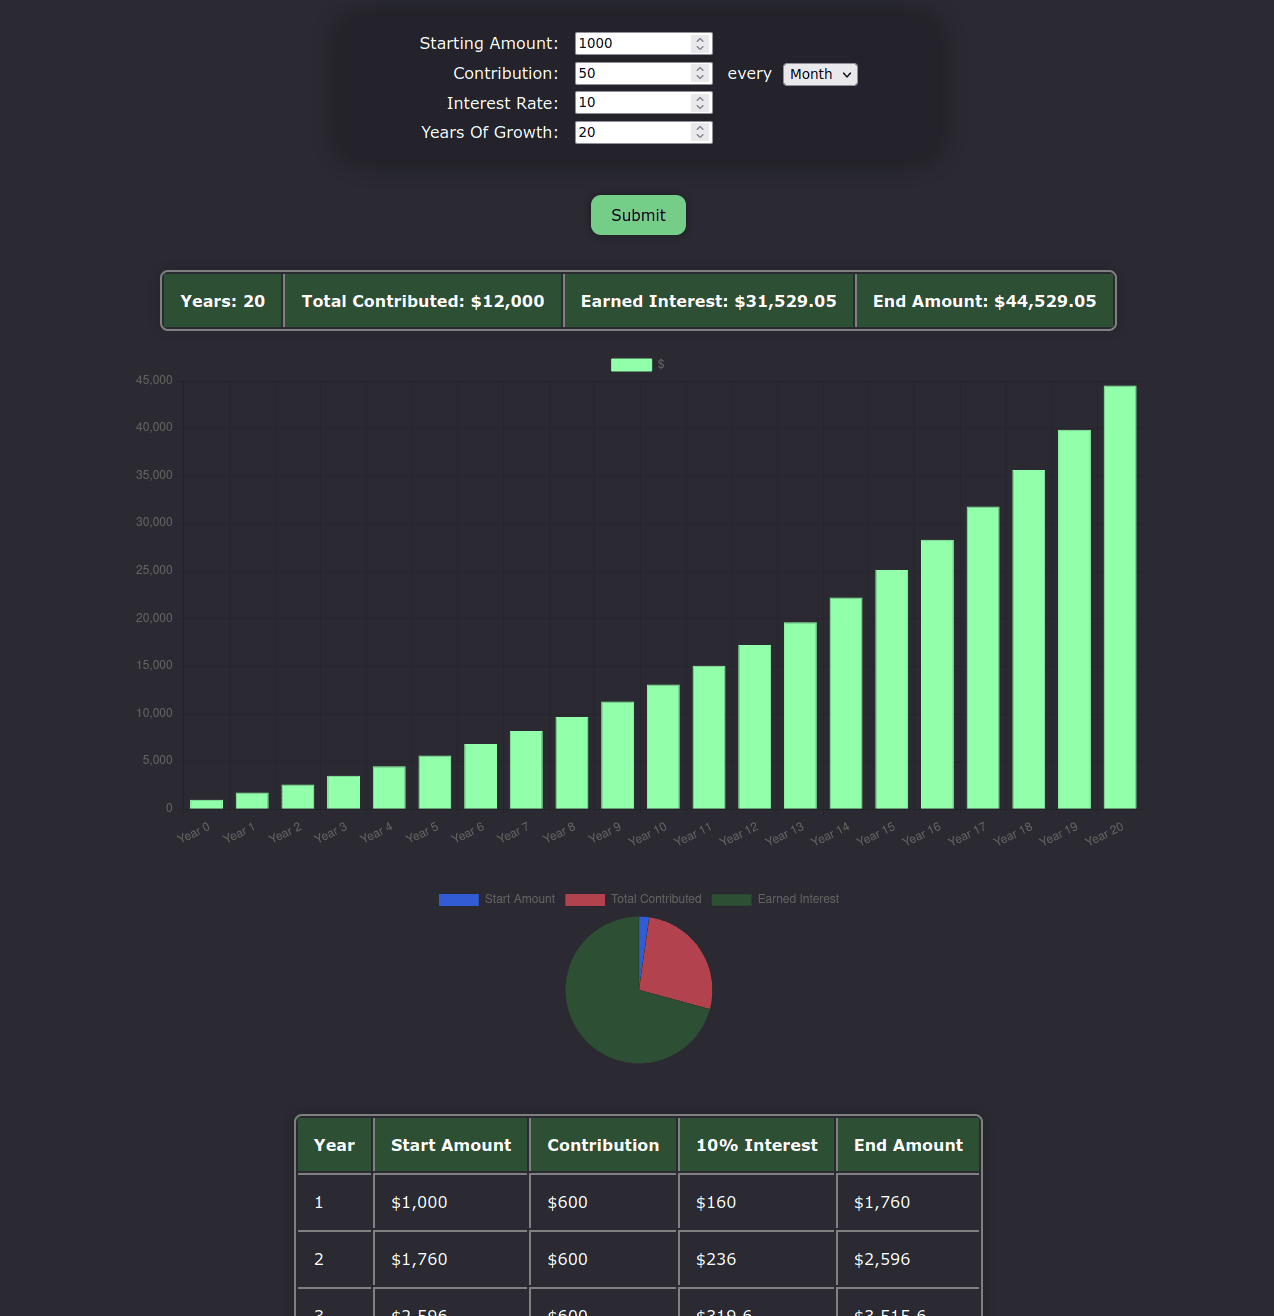 Starting Amount: 1000
Contribution: 50 every Month
Interest Rate: 10
Years Of Growth: 20
Submit
Years: 20 Total Contributed: $12,000 Earned Interest: $31,529.05 End Amount: $44,529.05
$
45,000
40,000
35,000
30,000
25,000
20,000
15,000
10,000
5,000
0
Year 0 Year 1 Year 2 Year 3 Year 4 Year 5 Year 6 Year 7 Year 8 Year 9 Year 10 Year 11 Year 12 Year 13 Year 14 Year 15 Year 16 Year 17 Year 18 Year 19 Year 20
Start Amount Total Contributed Earned Interest
Year Start Amount Contribution 10% Interest End Amount
1 $1,000 $600 $160 $1,760
2 $1,760 $600 $236 $2,596
3 $2,596 $600 $319.6 $3,515.6